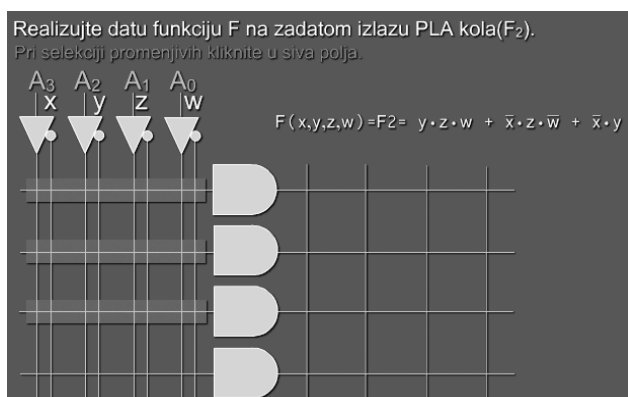 Realizujte datu funkciju F na zadatom izlazu PLA kola(F₂).
Pri selekciji promenjivih kliknite u siva polja.
A₃ A₂ A₁ A₀
x y z w
F(x,y,z,w)=F2= y·z·w + x̅·z·w̅ + x̅·y